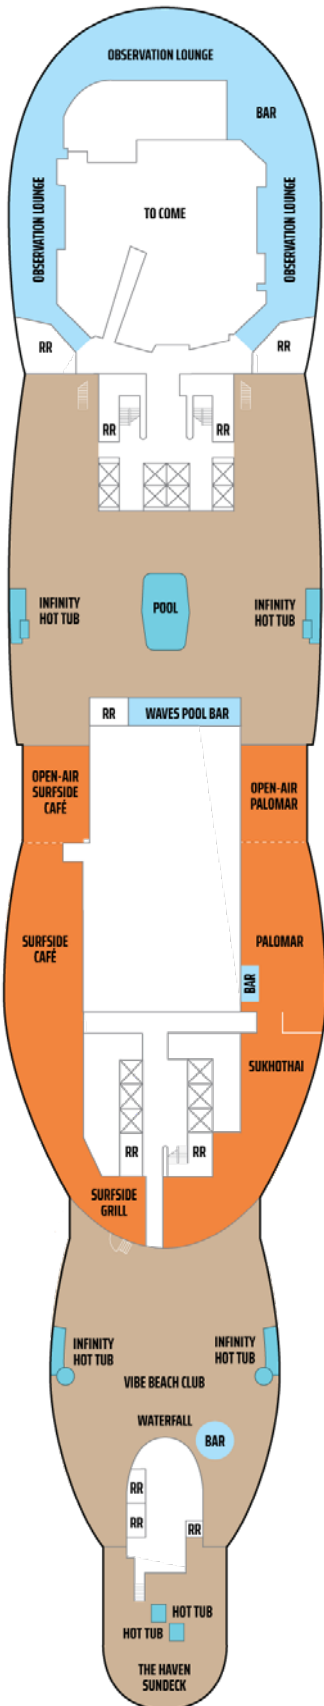 OBSERVATION LOUNGE
BAR
OBSERVATION LOUNGE
TO COME
OBSERVATION LOUNGE
RR
RR
RR
RR
INFINITY
HOT TUB
POOL
INFINITY
HOT TUB
RR
WAVES POOL BAR
OPEN-AIR
SURFSIDE
CAFÉ
OPEN-AIR
PALOMAR
SURFSIDE
CAFÉ
PALOMAR
BAR
SUKHOTHAI
RR
RR
SURFSIDE
GRILL
INFINITY
HOT TUB
INFINITY
HOT TUB
VIBE BEACH CLUB
WATERFALL
BAR
RR
RR
RR
HOT TUB
HOT TUB
THE HAVEN
SUNDECK